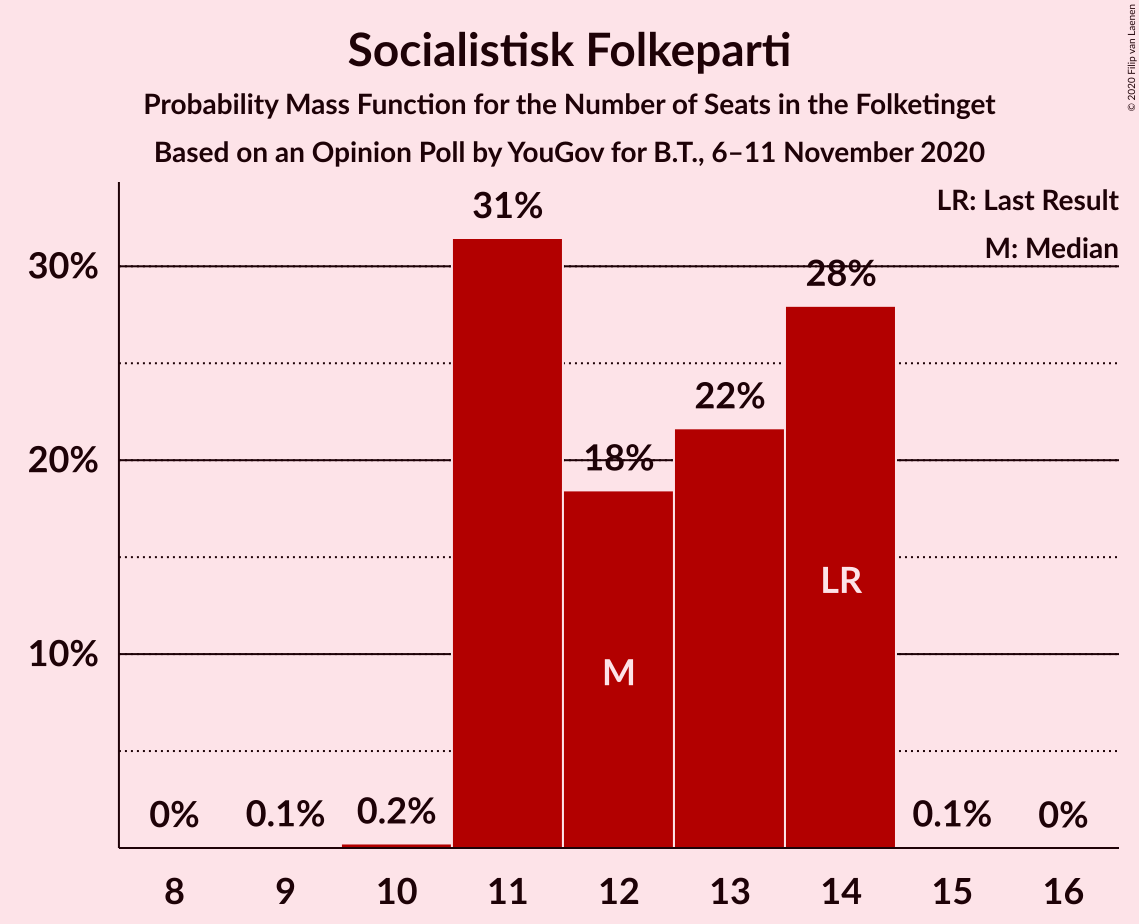 Socialistisk Folkeparti
Probability Mass Function for the Number of Seats in the Folketinget
Based on an Opinion Poll by YouGov for B.T., 6–11 November 2020
© 2020 Filip van Laenen
LR: Last Result
M: Median
31%
30%
28%
22%
20%
18%
LR
10%
M
0%
0.1%
0.2%
0.1%
0%
8 9 10 11 12 13 14 15 16